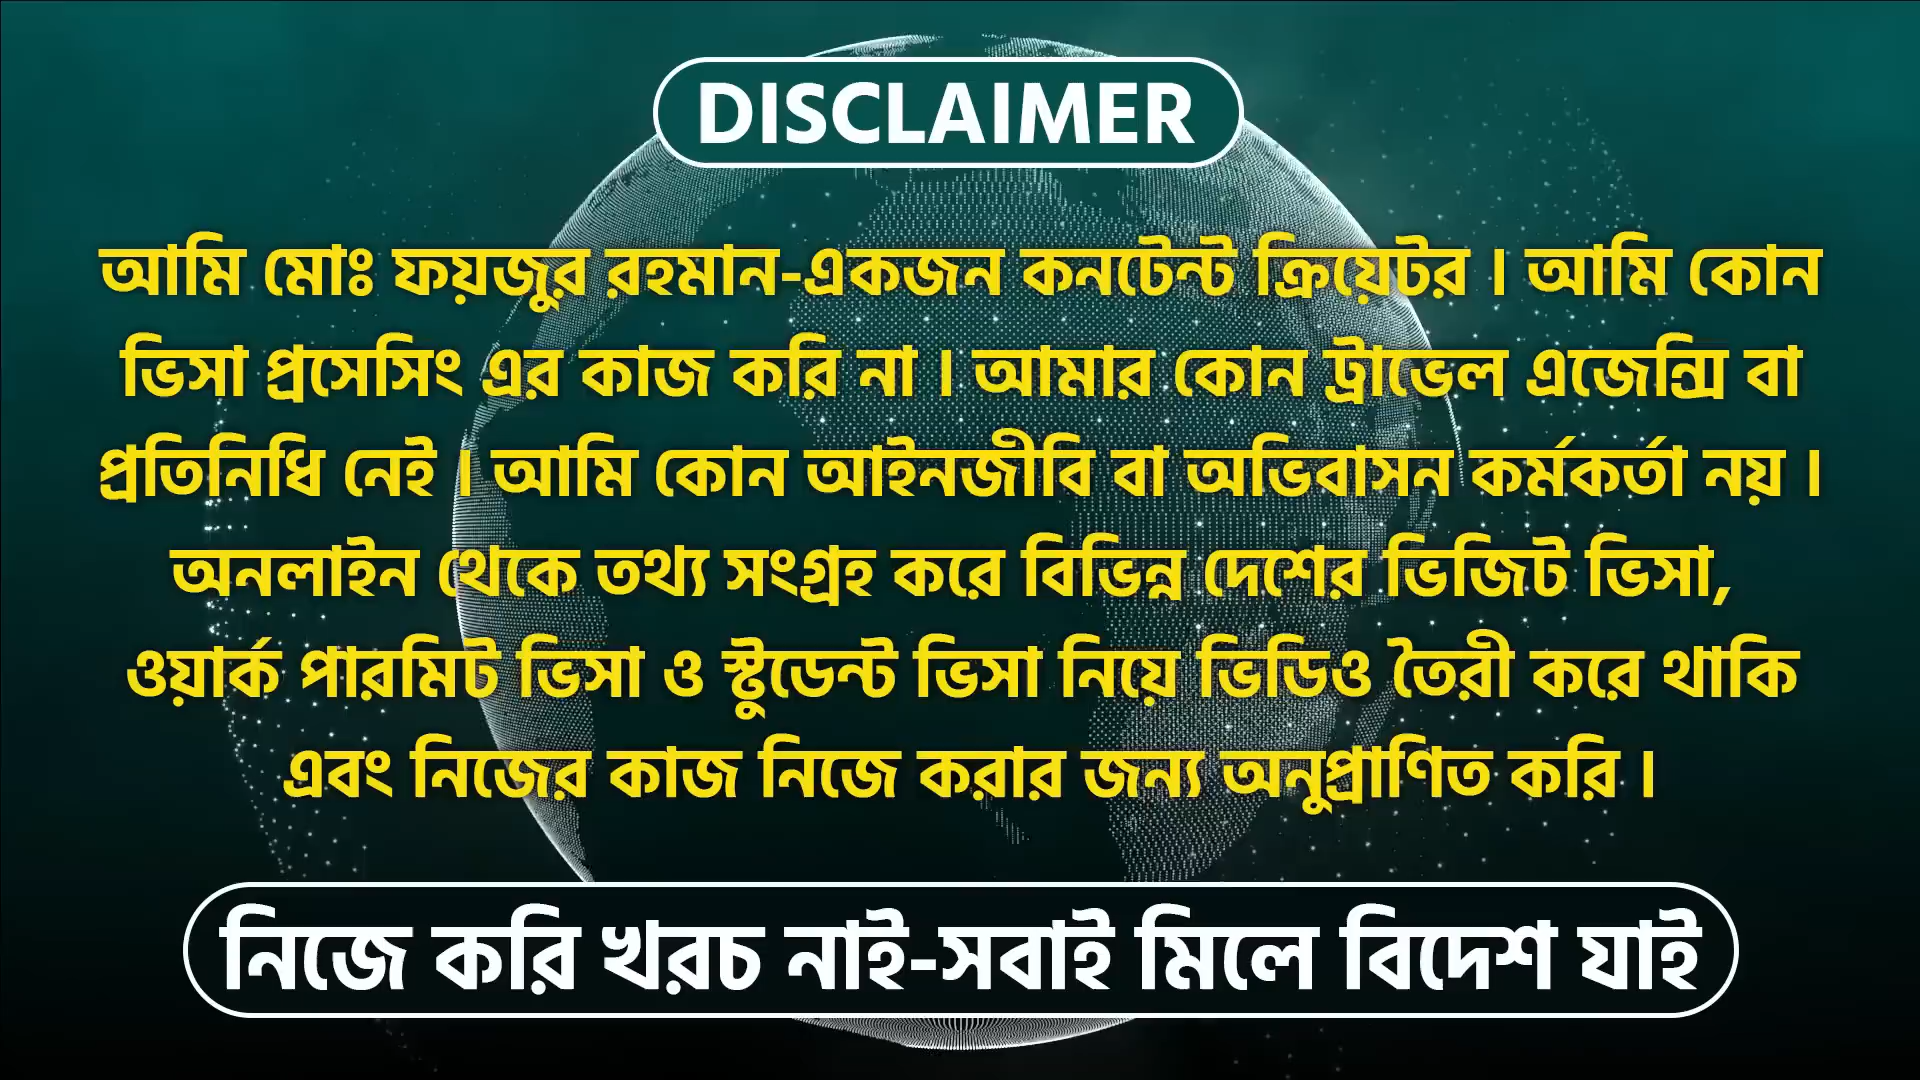 DISCLAIMER
আমি মোঃ ফয়জুর রহমান-একজন কনটেন্ট ক্রিয়েটর । আমি কোন
ভিসা প্রসেসিং এর কাজ করি না । আমার কোন ট্রাভেল এজেন্সি বা
প্রতিনিধি নেই । আমি কোন আইনজীবি বা অভিবাসন কর্মকর্তা নয় ।
অনলাইন থেকে তথ্য সংগ্রহ করে বিভিন্ন দেশের ভিজিট ভিসা,
ওয়ার্ক পারমিট ভিসা ও স্টুডেন্ট ভিসা নিয়ে ভিডিও তৈরী করে থাকি
এবং নিজের কাজ নিজে করার জন্য অনুপ্রাণিত করি ।
নিজে করি খরচ নাই-সবাই মিলে বিদেশ যাই